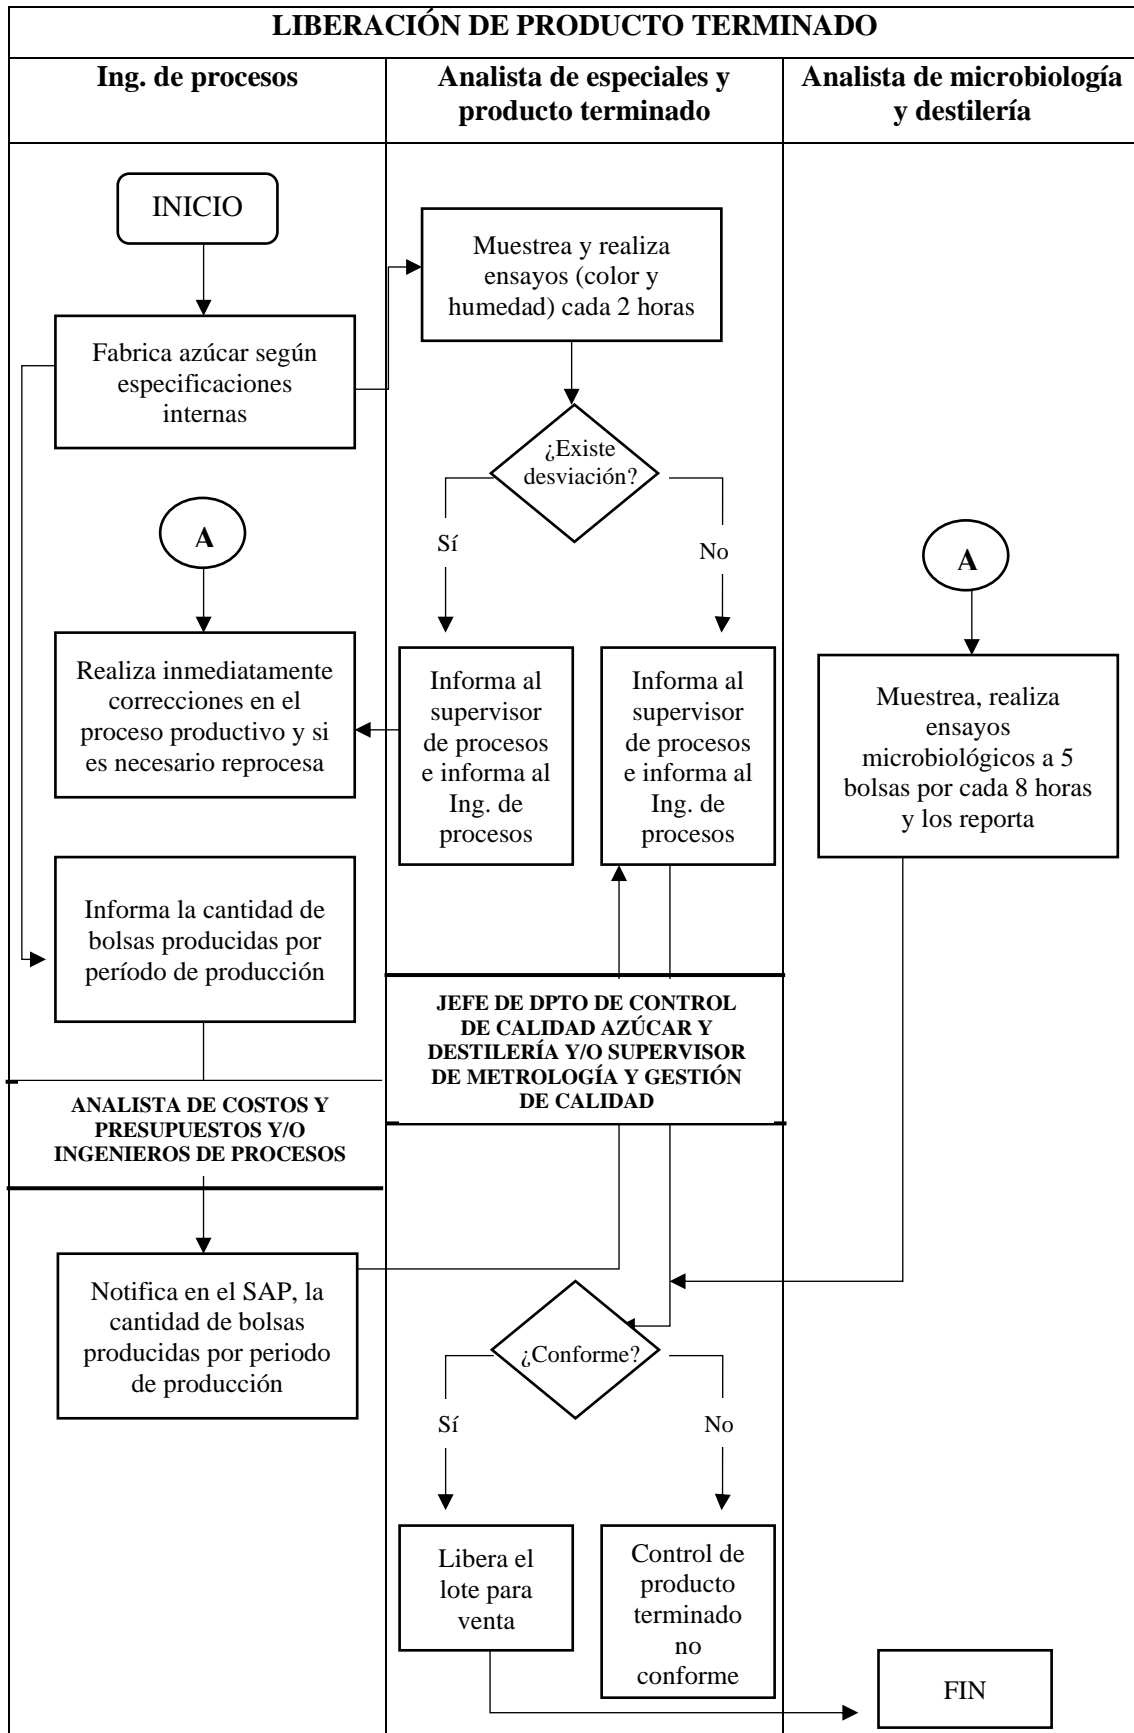 LIBERACIÓN DE PRODUCTO TERMINADO
Ing. de procesos
Analista de especiales y
producto terminado
Analista de microbiología
y destilería
INICIO
Muestrea y realiza
ensayos (color y
humedad) cada 2 horas
Fabrica azúcar según
especificaciones
internas
¿Existe
desviación?
Sí
No
A
A
Realiza inmediatamente
correcciones en el
proceso productivo y si
es necesario reprocesa
Informa al
supervisor
de procesos
e informa al
Ing. de
procesos
Informa al
supervisor
de procesos
e informa al
Ing. de
procesos
Muestrea, realiza
ensayos
microbiológicos a 5
bolsas por cada 8 horas
y los reporta
Informa la cantidad de
bolsas producidas por
período de producción
JEFE DE DPTO DE CONTROL
DE CALIDAD AZÚCAR Y
DESTILERÍA Y/O SUPERVISOR
DE METROLOGÍA Y GESTIÓN
DE CALIDAD
ANALISTA DE COSTOS Y
PRESUPUESTOS Y/O
INGENIEROS DE PROCESOS
Notifica en el SAP, la
cantidad de bolsas
producidas por periodo
de producción
¿Conforme?
Sí
No
Libera el
lote para
venta
Control de
producto
terminado
no
conforme
FIN